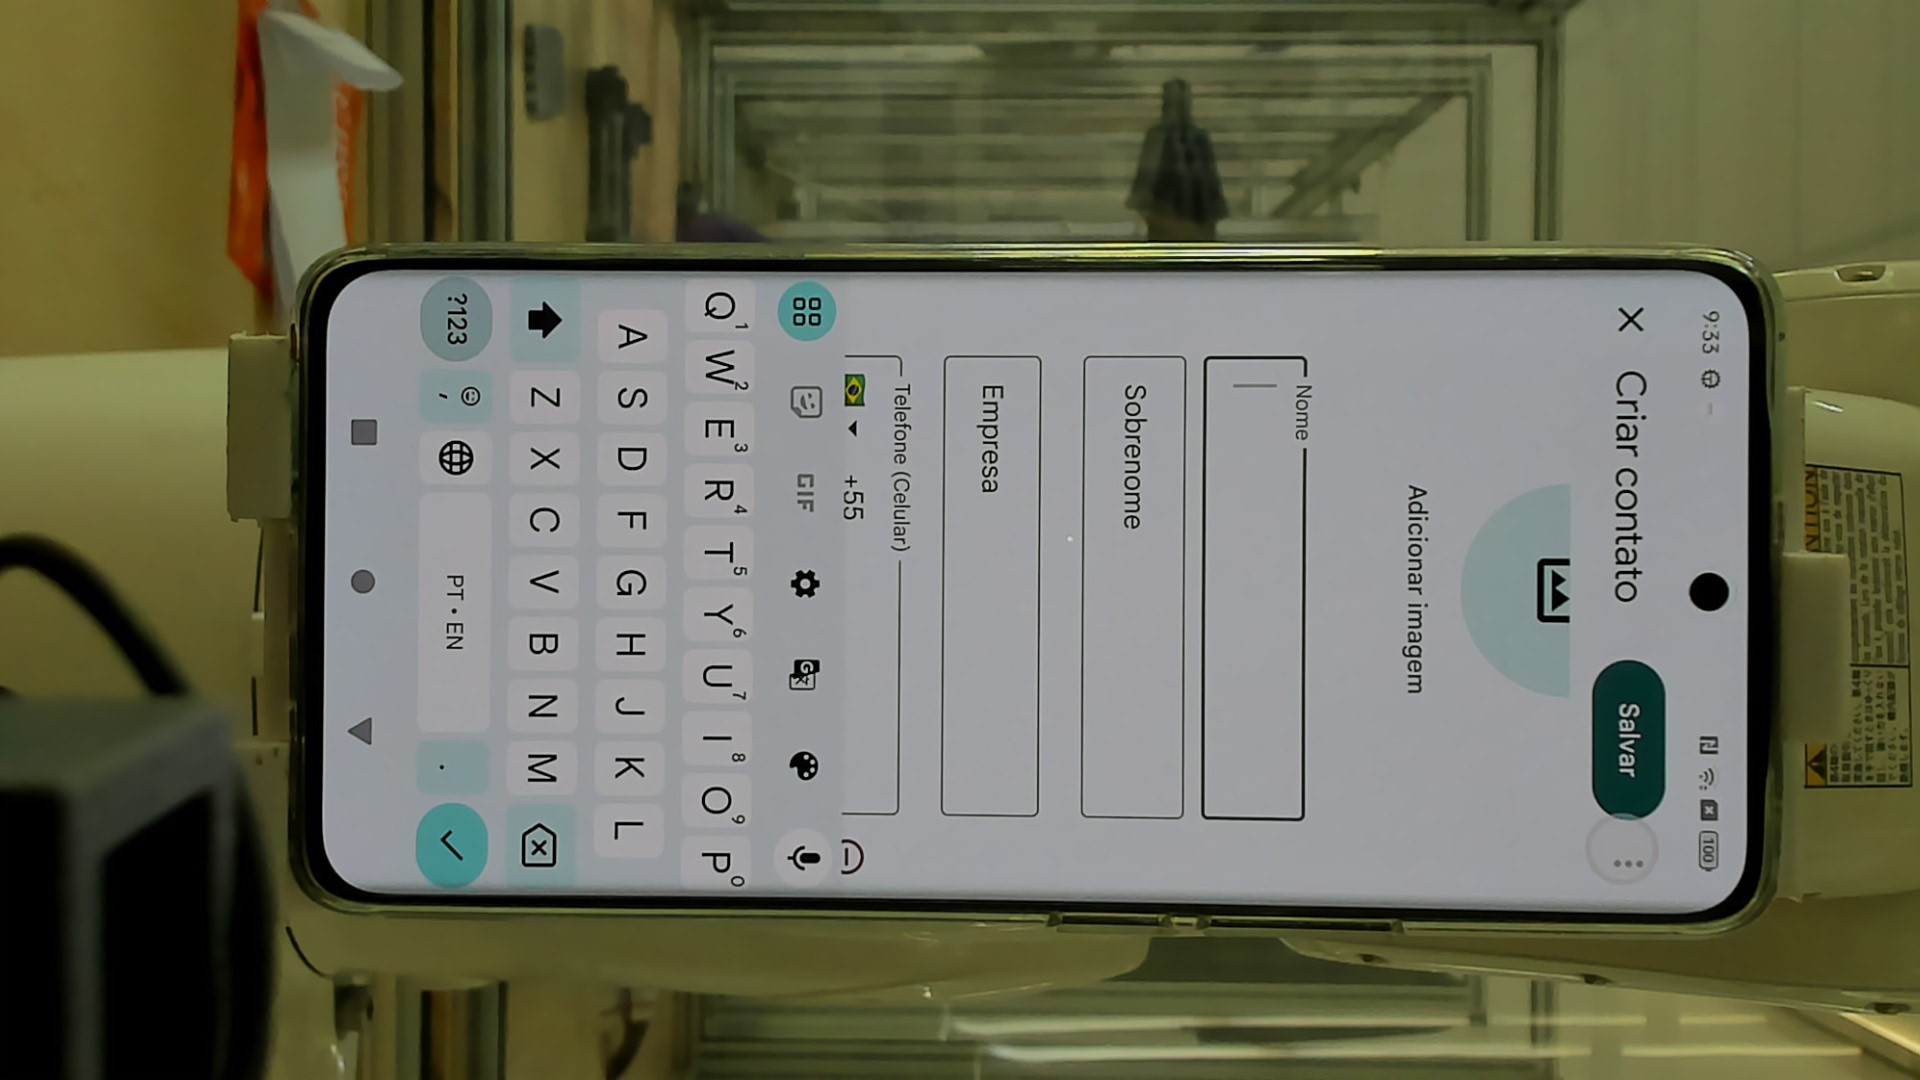 9:33
100
Criar contato
Salvar
Adicionar imagem
Nome
Sobrenome
Empresa
Telefone (Celular)
+55
GIF
Q1 W2 E3 R4 T5 Y6 U7 I8 O9 P0
A S D F G H J K L
Z X C V B N M
?123 , PT • EN .